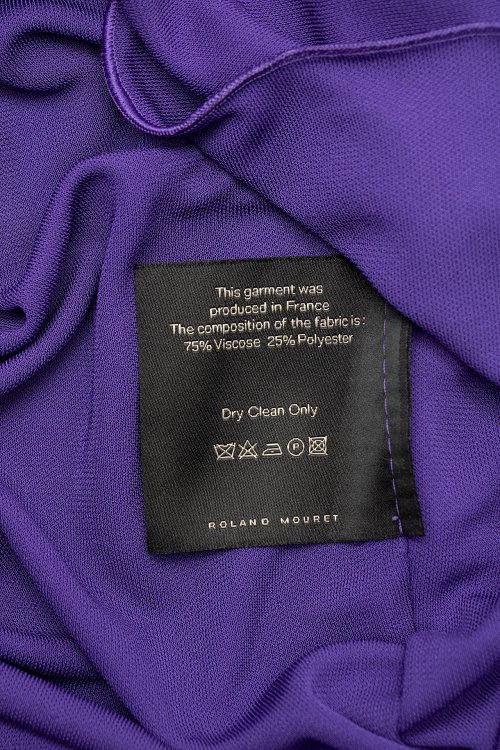 This garment was
produced in France
The composition of the fabric is:
75% Viscose 25% Polyester
Dry Clean Only
P
ROLAND MOURET